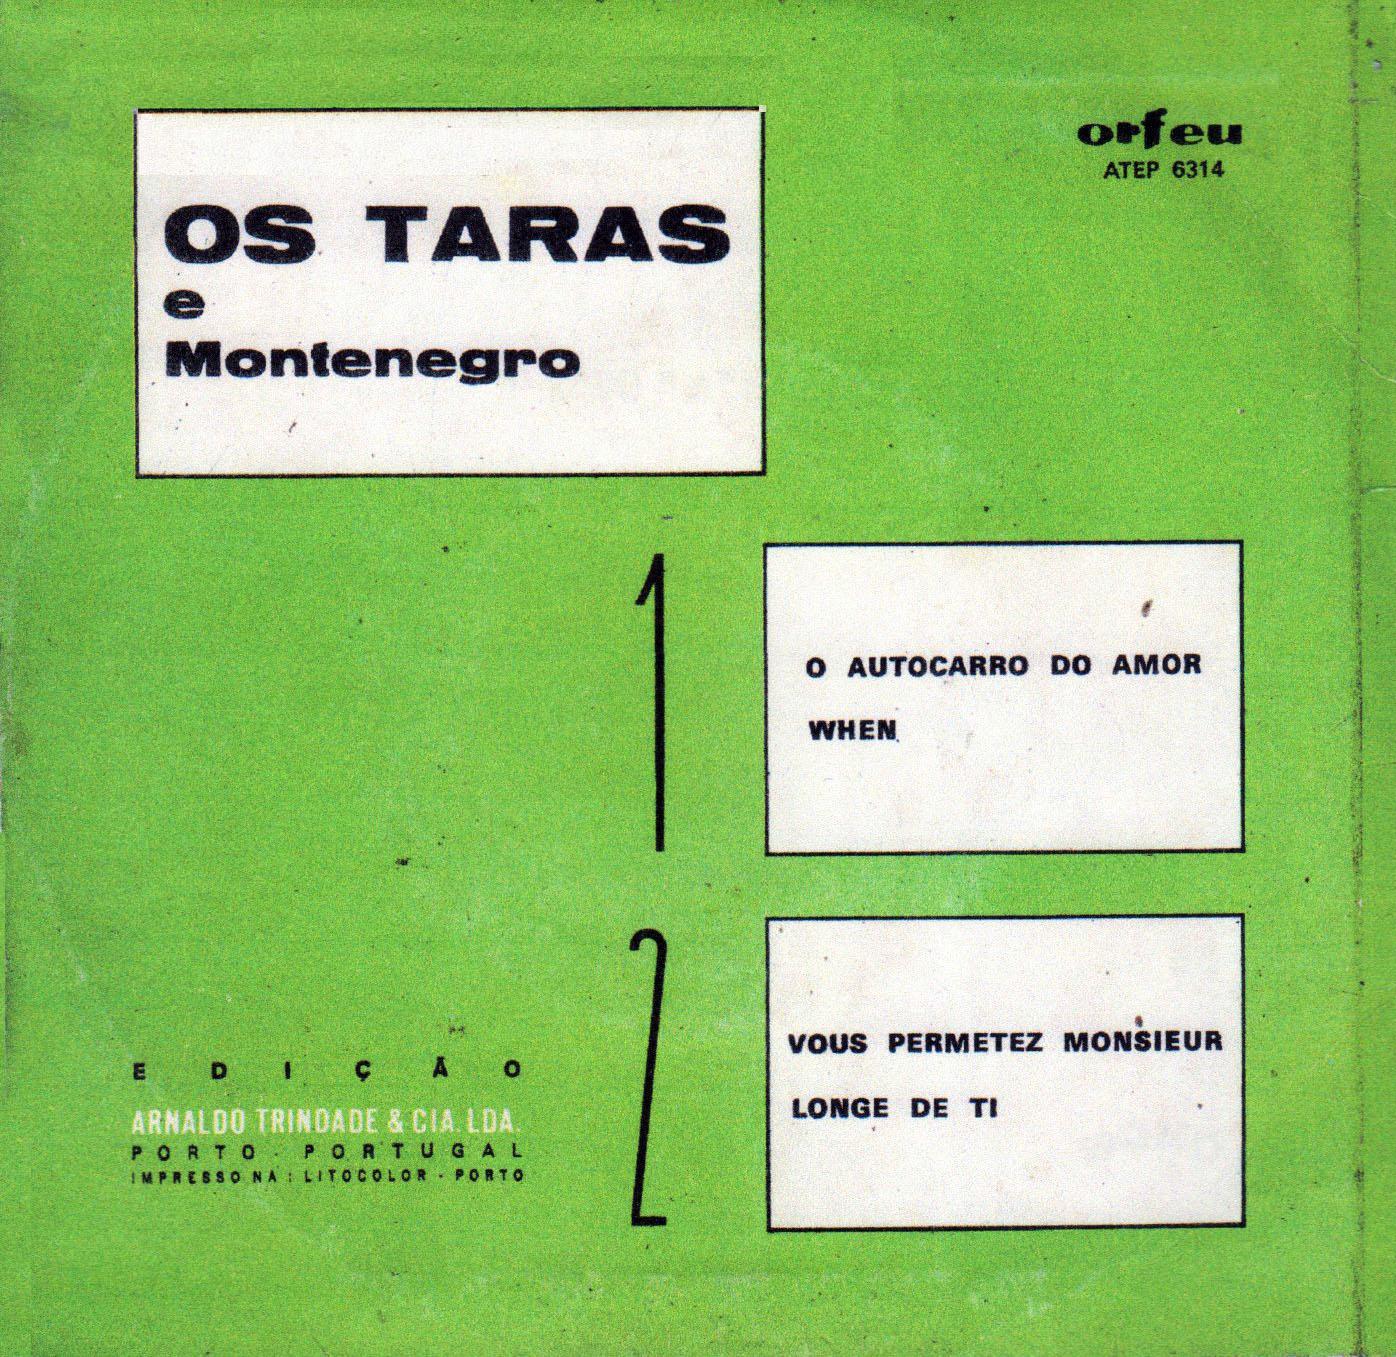 orfeu
ATEP 6314
OS TARAS
e
Montenegro
1
O AUTOCARRO DO AMOR
WHEN
2
VOUS PERMETEZ MONSIEUR
LONGE DE TI
EDIÇÃO
ARNALDO TRINDADE & CIA. LDA.
PORTO - PORTUGAL
IMPRESSO NA : LITOCOLOR - PORTO